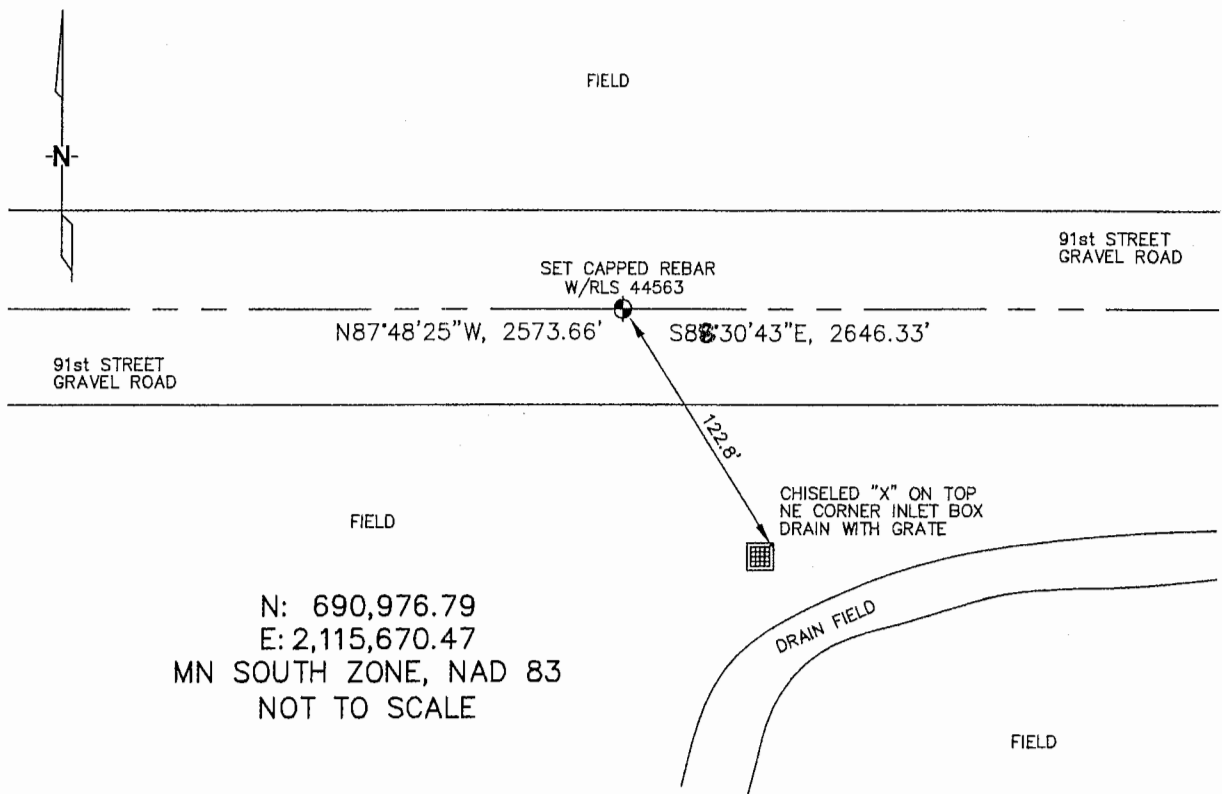 FIELD
-N-
91st STREET
GRAVEL ROAD
SET CAPPED REBAR
W/RLS 44563
N87°48'25"W, 2573.66'
2646.33'
91st STREET
GRAVEL ROAD
122.8'
CHISELED "X" ON TOP
NE CORNER INLET BOX
DRAIN WITH GRATE
FIELD
DRAIN FIELD
N: 690,976.79
E: 2,115,670.47
MN SOUTH ZONE, NAD 83
NOT TO SCALE
FIELD